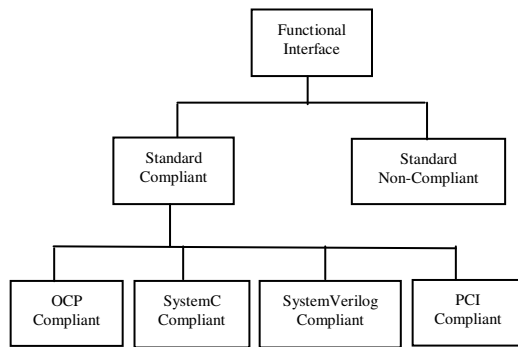 Functional
Interface
Standard
Compliant
Standard
Non-Compliant
OCP
Compliant
SystemC
Compliant
SystemVerilog
Compliant
PCI
Compliant